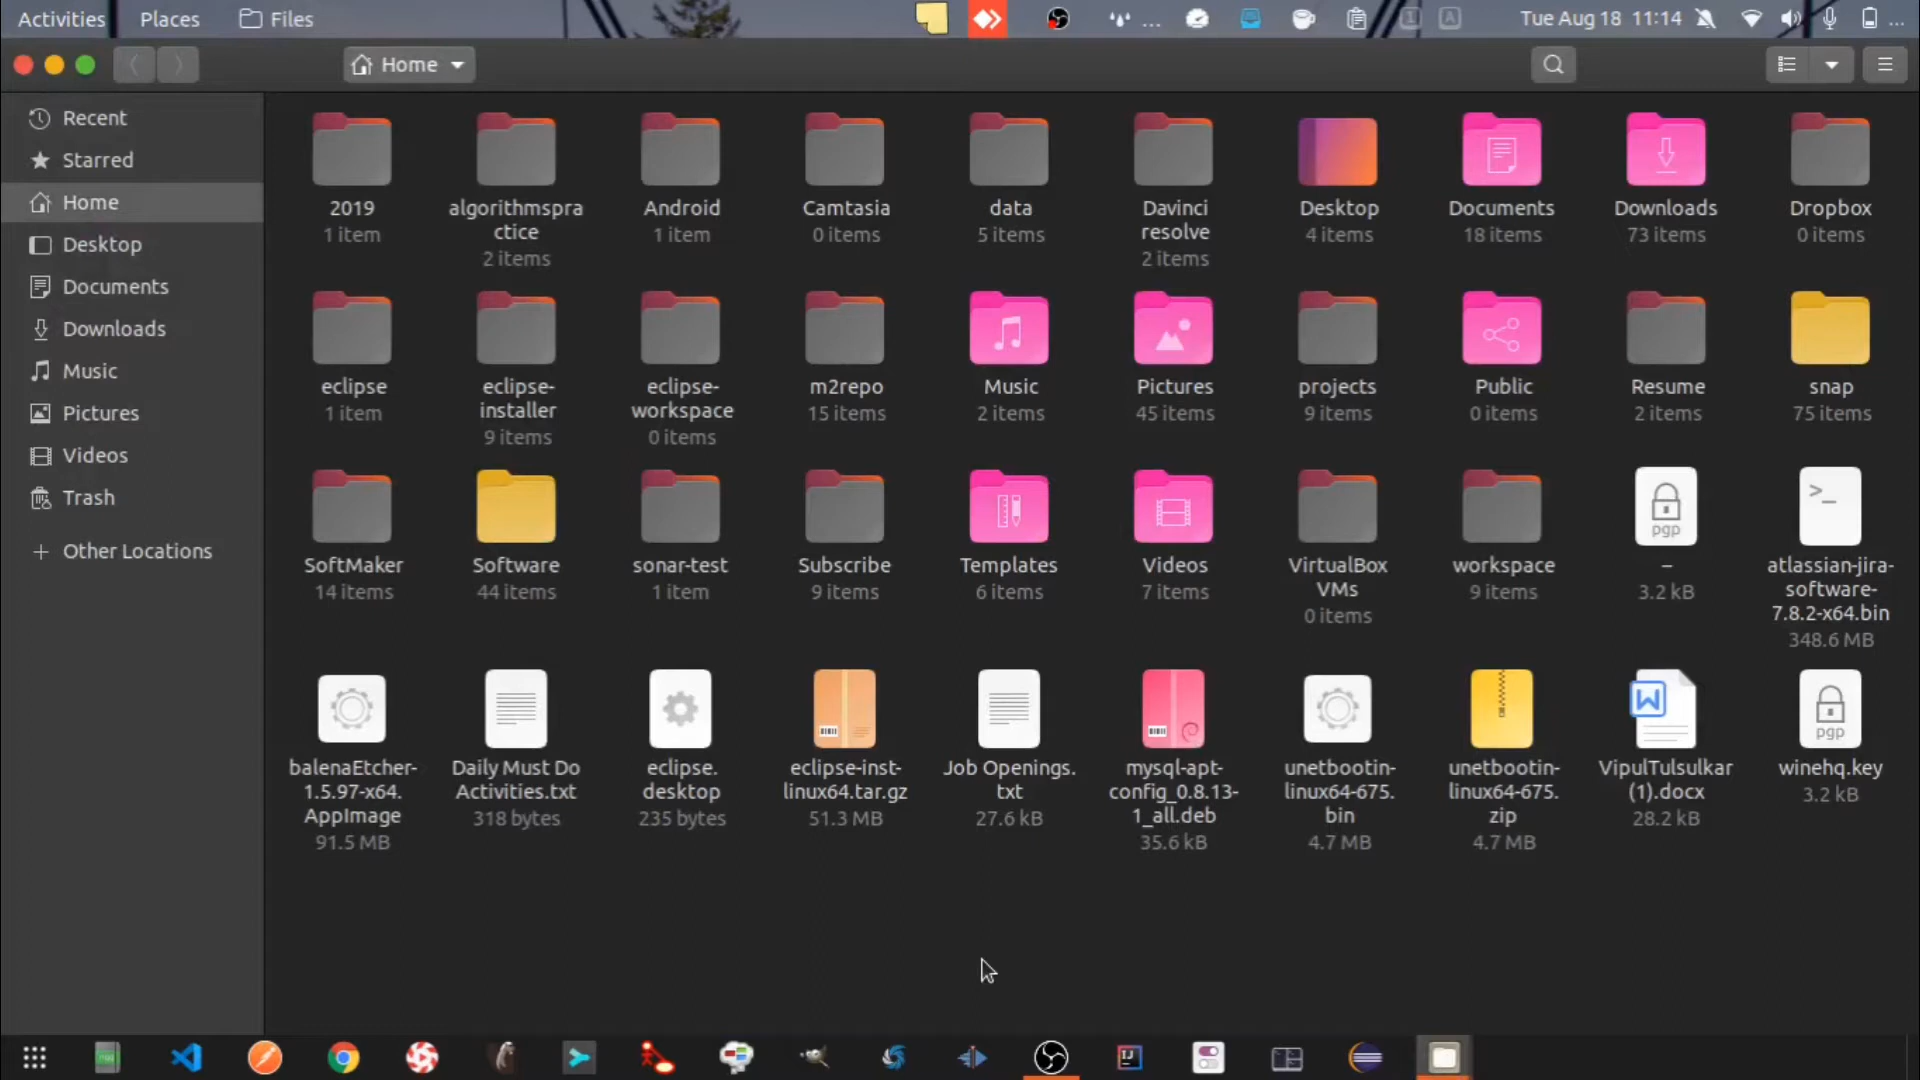 Activities Places Files Tue Aug 18 11:14
Home
Recent
Starred
Home
Desktop
Documents
Downloads
Music
Pictures
Videos
Trash
Other Locations
2019
1 item
algorithmspra
ctice
2 items
Android
1 item
Camtasia
0 items
data
5 items
Davinci
resolve
2 items
Desktop
4 items
Documents
18 items
Downloads
73 items
Dropbox
0 items
eclipse
1 item
eclipse-
installer
9 items
eclipse-
workspace
0 items
m2repo
15 items
Music
2 items
Pictures
45 items
projects
9 items
Public
0 items
Resume
2 items
snap
75 items
SoftMaker
14 items
Software
44 items
sonar-test
1 item
Subscribe
9 items
Templates
6 items
Videos
7 items
VirtualBox
VMs
0 items
workspace
9 items
pgp
–
3.2 kB
>_
atlassian-jira-
software-
7.8.2-x64.bin
348.6 MB
balenaEtcher-
1.5.97-x64.
AppImage
91.5 MB
Daily Must Do
Activities.txt
318 bytes
eclipse.
desktop
235 bytes
eclipse-inst-
linux64.tar.gz
51.3 MB
Job Openings.
txt
27.6 kB
mysql-apt-
config_0.8.13-
1_all.deb
35.6 kB
unetbootin-
linux64-675.
bin
4.7 MB
unetbootin-
linux64-675.
zip
4.7 MB
W
VipulTulsulkar
(1).docx
28.2 kB
pgp
winehq.key
3.2 kB